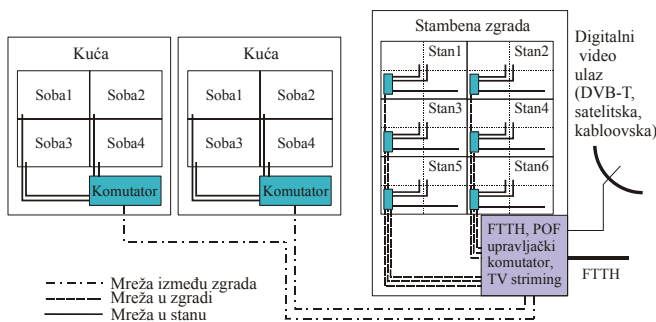 Kuća
Soba1
Soba2
Soba3
Soba4
Komutator
Kuća
Soba1
Soba2
Soba3
Soba4
Komutator
Stambena zgrada
Stan1
Stan2
Stan3
Stan4
Stan5
Stan6
FTTH, POF
upravljački
komutator,
TV striming
Digitalni
video
ulaz
(DVB-T,
satelitska,
kabloovska)
FTTH
Mreža između zgrada
Mreža u zgradi
Mreža u stanu